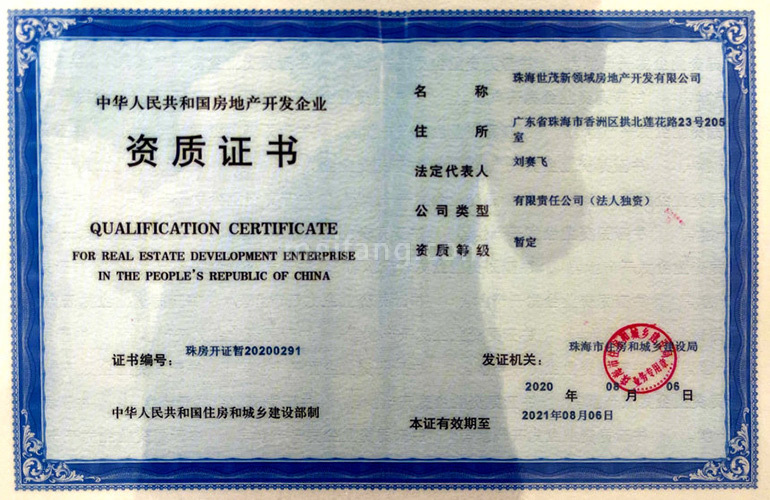 中华人民共和国房地产开发企业
资质证书
QUALIFICATION CERTIFICATE
FOR REAL ESTATE DEVELOPMENT ENTERPRISE
IN THE PEOPLE'S REPUBLIC OF CHINA
证书编号: 珠房开证暂20200291
中华人民共和国住房和城乡建设部制
名称 珠海世茂新领域房地产开发有限公司
住所 广东省珠海市香洲区拱北莲花路23号205
室
法定代表人 刘赛飞
公司类型 有限责任公司（法人独资）
资质等级 暂定
发证机关: 珠海市住房和城乡建设局
2020 年 08 月 06 日
本证有效期至 2021年08月06日